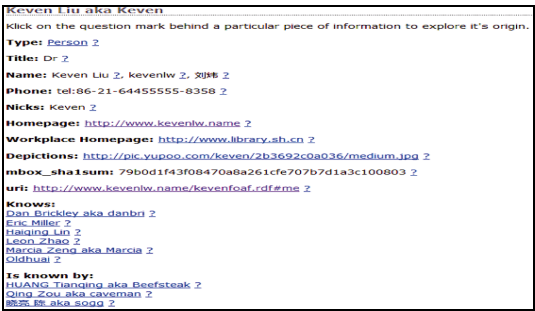 Keven Liu aka Keven
Klick on the question mark behind a particular piece of information to explore it's origin.
Type: Person ?
Title: Dr ?
Name: Keven Liu ?, kevenlw ?, 刘炜 ?
Phone: tel:86-21-64455555-8358 ?
Nicks: Keven ?
Homepage: http://www.kevenlw.name ?
Workplace Homepage: http://www.library.sh.cn ?
Depictions: http://pic.yupoo.com/keven/2b3692c0a036/medium.jpg ?
mbox_sha1sum: 79b0d1f43f08470a8a261cfe707b7d1a3c100803 ?
uri: http://www.kevenlw.name/kevenfoaf.rdf#me ?
Knows:
Dan Brickley aka danbri ?
Eric Miller ?
Haiqing Lin ?
Leon Zhao ?
Marcia Zeng aka Marcia ?
Oldhuai ?
Is known by:
HUANG Tianqing aka Beefsteak ?
Qing Zou aka caveman ?
晓亮 aka sogg ?